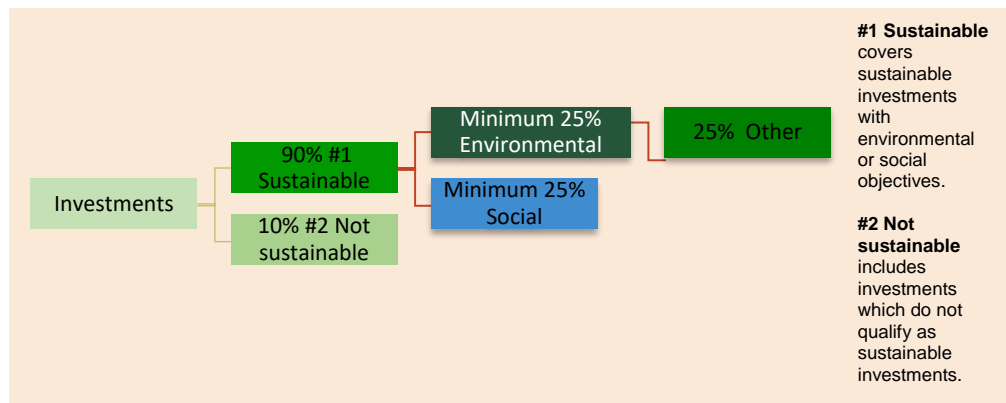 Investments
90% #1
Sustainable
10% #2 Not
sustainable
Minimum 25%
Environmental
Minimum 25%
Social
25%  Other
#1 Sustainable
covers
sustainable
investments
with
environmental
or social
objectives.
#2 Not
sustainable
includes
investments
which do not
qualify as
sustainable
investments.